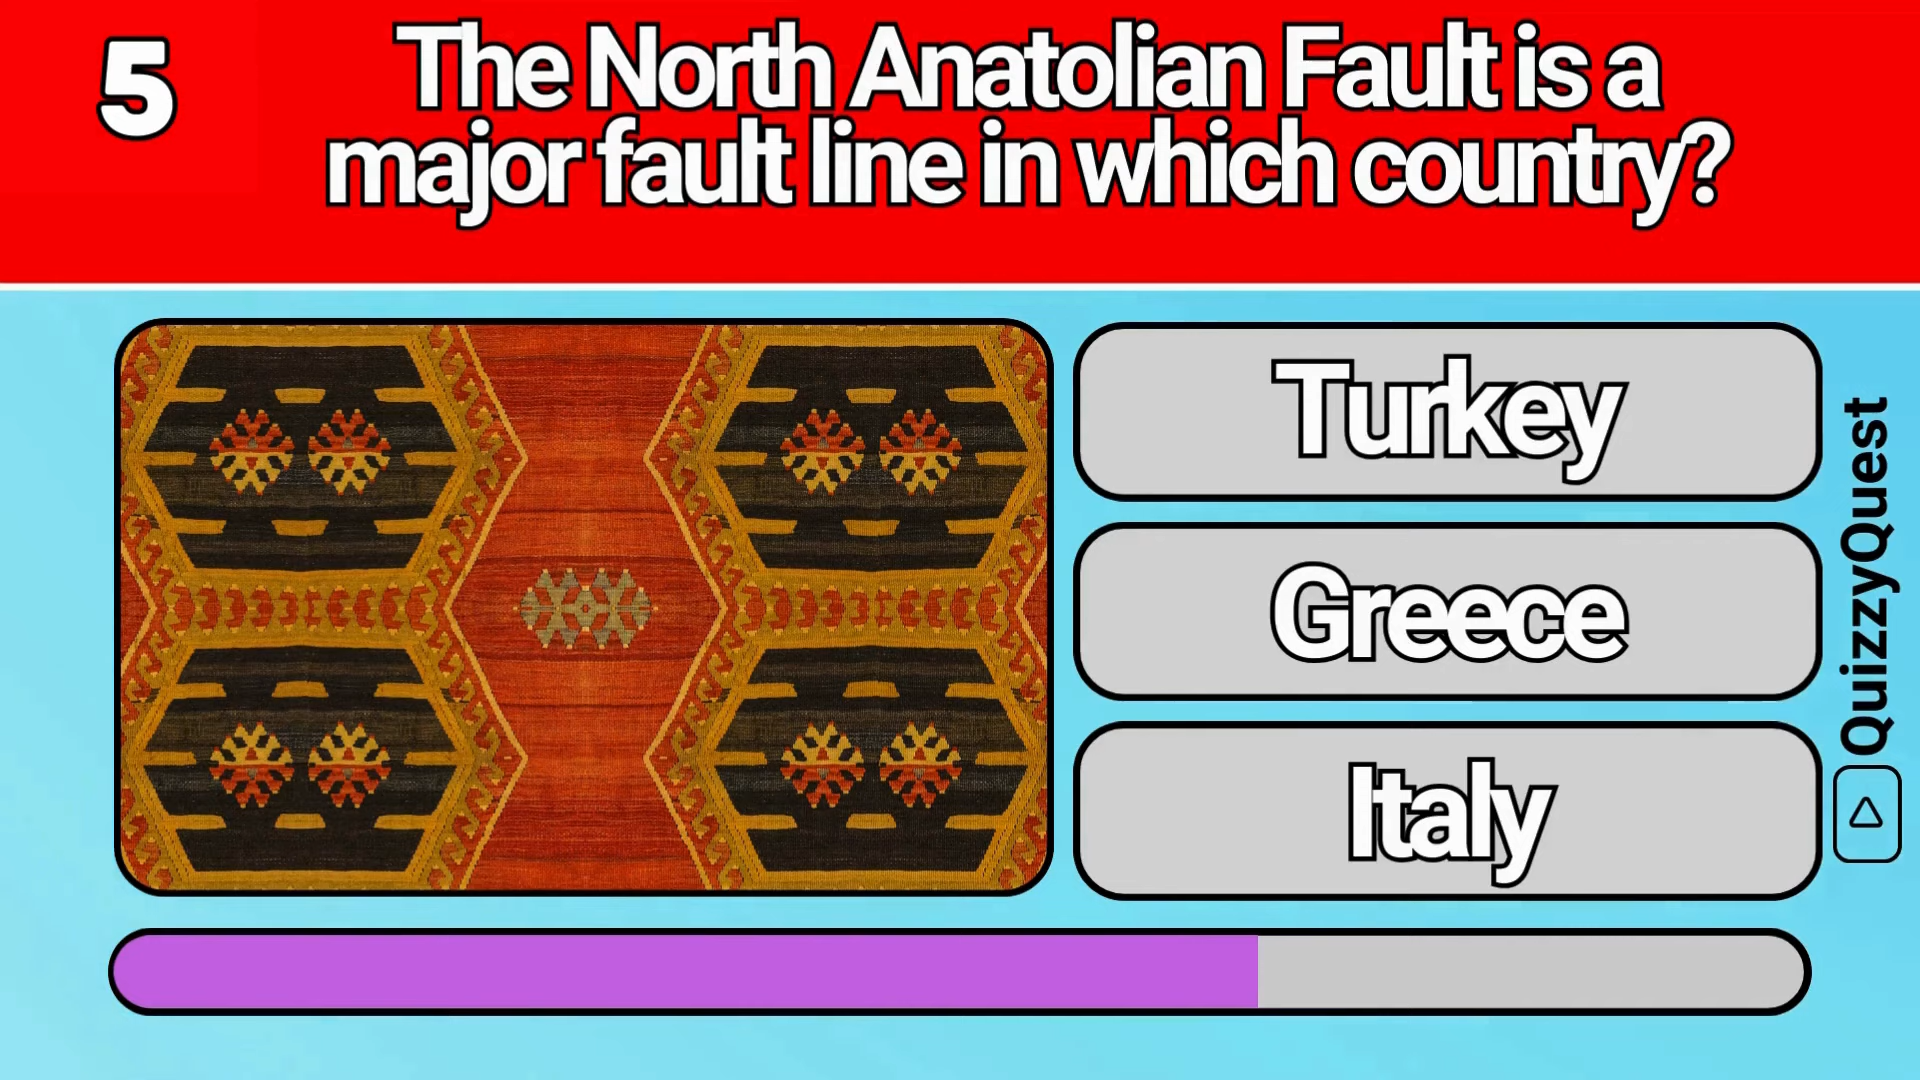 5
The North Anatolian Fault is a
major fault line in which country?
Turkey
Greece
Italy
QuizzyQuest